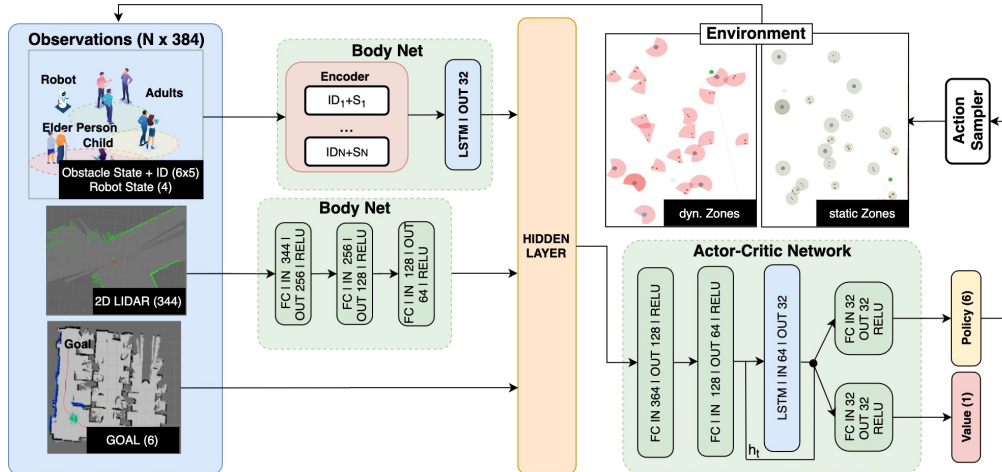 Observations (N x 384)
Robot
Adults
Elder Person
Child
Obstacle State + ID (6x5)
Robot State (4)
2D LIDAR (344)
Goal
GOAL (6)
Body Net
Encoder
ID1+S1
...
IDN+SN
LSTM | OUT 32
Body Net
FC | IN 344 |
OUT 256 | RELU
FC | IN 256 |
OUT 128 | RELU
FC | IN 128 | OUT
64 | RELU
HIDDEN
LAYER
Environment
dyn. Zones
static Zones
Action
Sampler
Actor-Critic Network
FC IN 364 | OUT 128 | RELU
FC | IN 128 | OUT 64 | RELU
LSTM | IN 64 | OUT 32
ht
FC IN 32
OUT 32
RELU
FC IN 32
OUT 32
RELU
Policy (6)
Value (1)